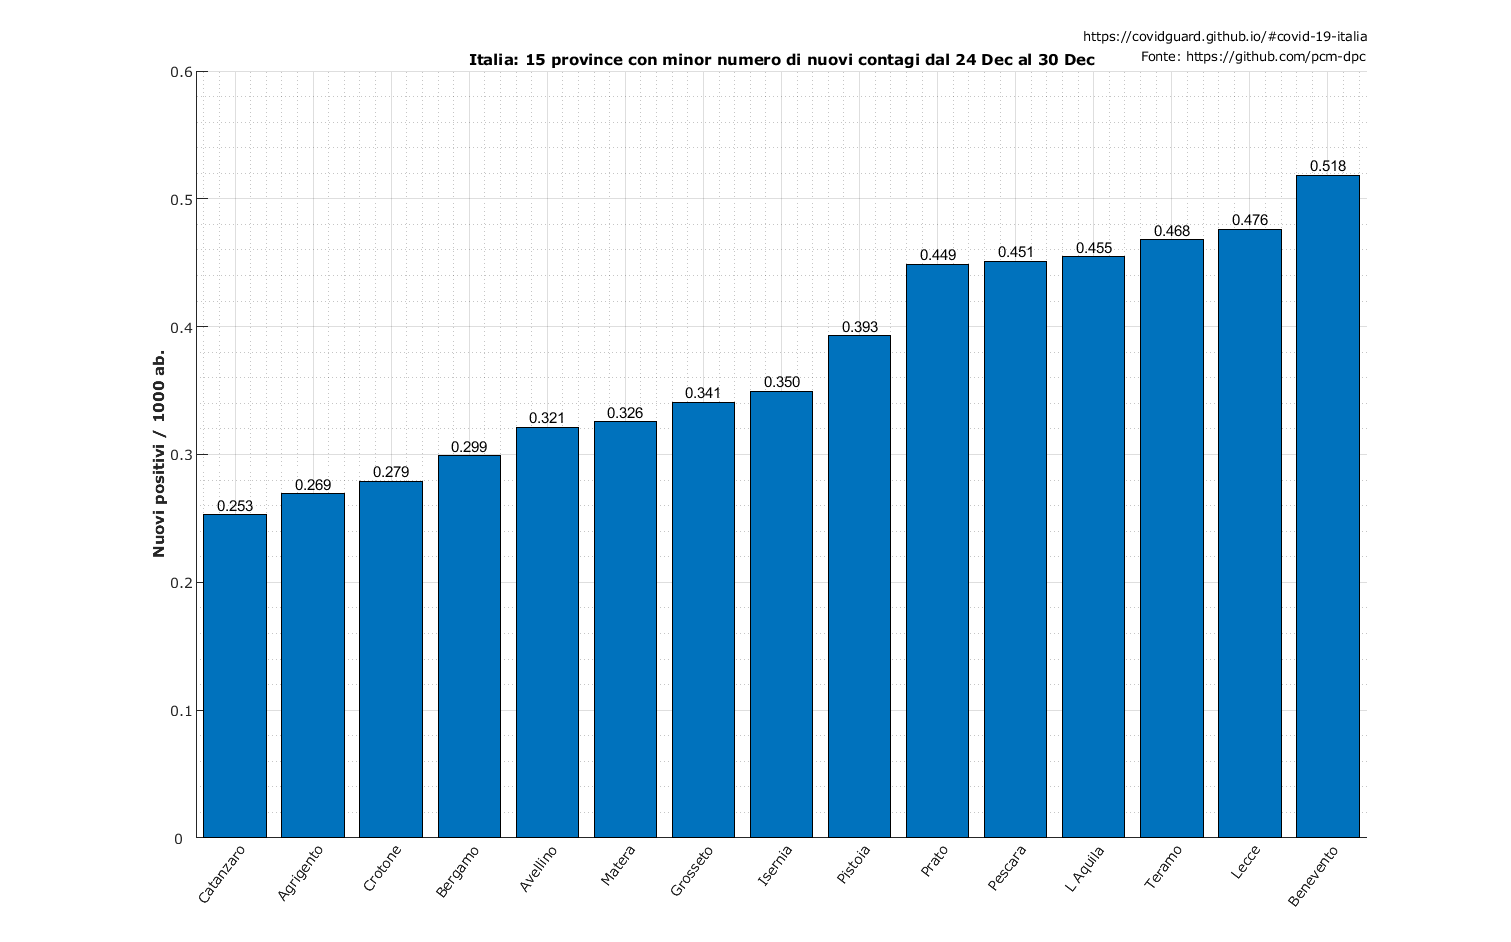 https://covidguard.github.io/#covid-19-italia
Fonte: https://github.com/pcm-dpc
Italia: 15 province con minor numero di nuovi contagi dal 24 Dec al 30 Dec
Nuovi positivi / 1000 ab.
0.6
0.5
0.4
0.3
0.2
0.1
0
0.253
0.269
0.279
0.299
0.321
0.326
0.341
0.350
0.393
0.449
0.451
0.455
0.468
0.476
0.518
Catanzaro
Agrigento
Crotone
Bergamo
Avellino
Matera
Grosseto
Isernia
Pistoia
Prato
Pescara
L Aquila
Teramo
Lecce
Benevento